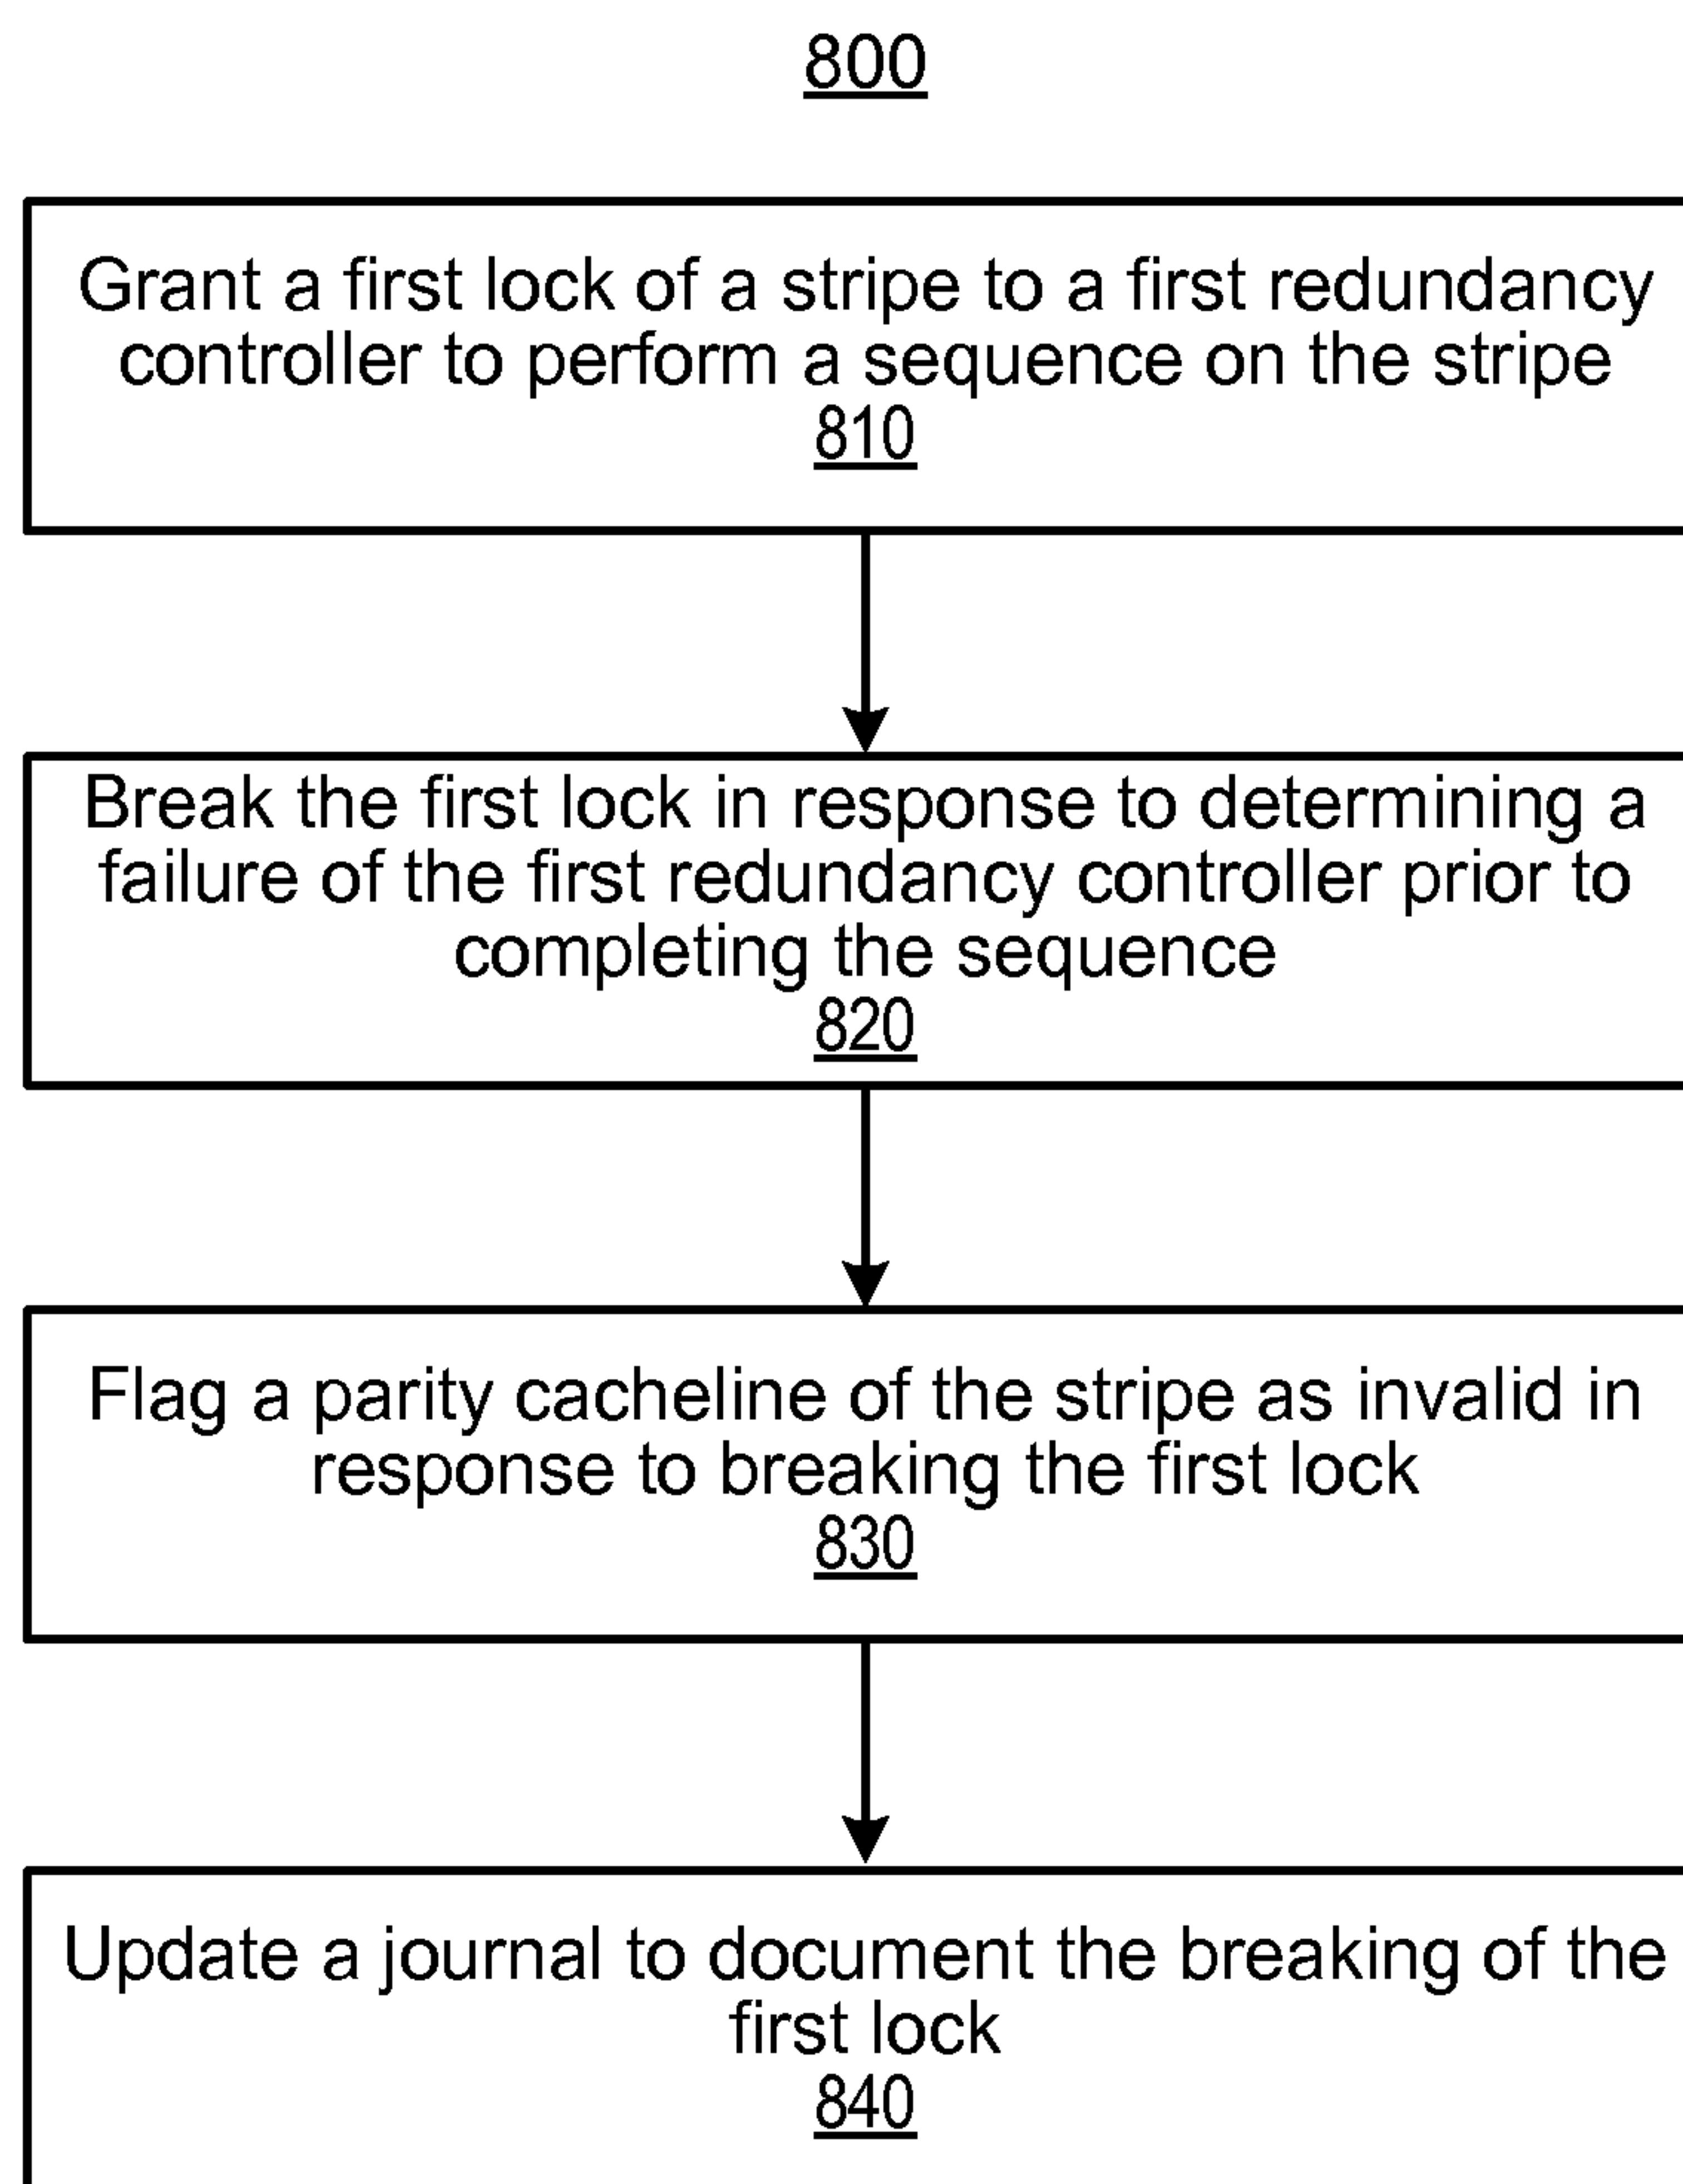 800
Grant a first lock of a stripe to a first redundancy
controller to perform a sequence on the stripe
810
Break the first lock in response to determining a
failure of the first redundancy controller prior to
completing the sequence
820
Flag a parity cacheline of the stripe as invalid in
response to breaking the first lock
830
Update a journal to document the breaking of the
first lock
840